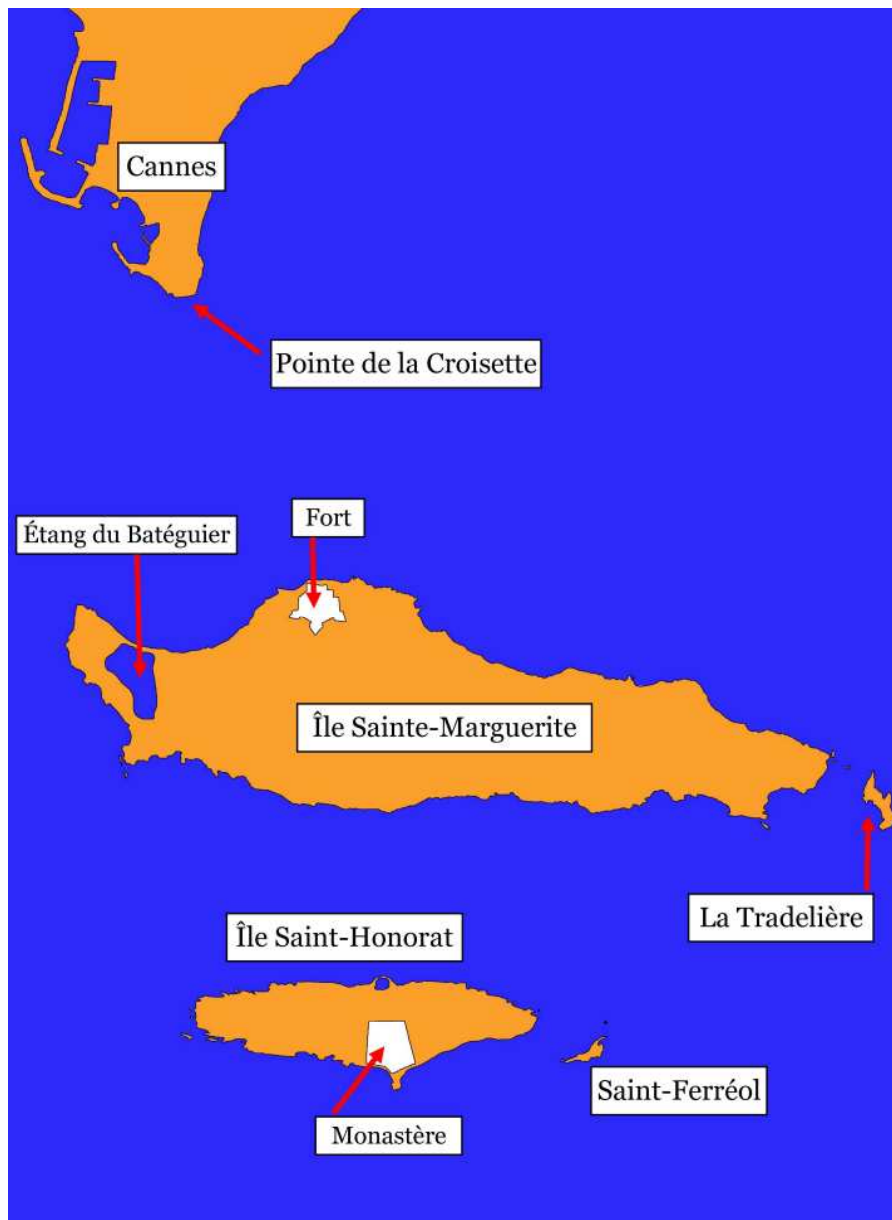 Cannes
Pointe de la Croisette
Fort
Étang du Batéguier
Île Sainte-Marguerite
La Tradelière
Île Saint-Honorat
Saint-Ferréol
Monastère